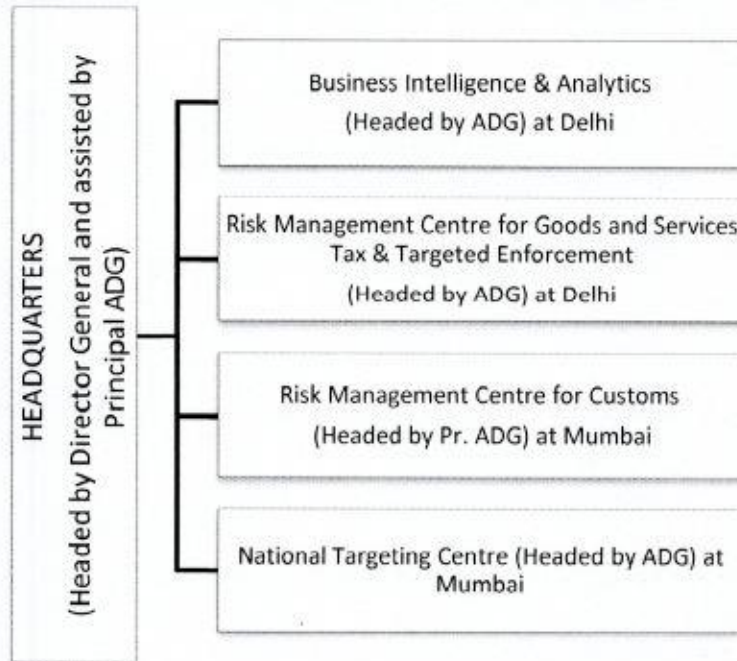 HEADQUARTERS
(Headed by Director General and assisted by
Principal ADG)
Business Intelligence & Analytics
(Headed by ADG) at Delhi
Risk Management Centre for Goods and Services
Tax & Targeted Enforcement
(Headed by ADG) at Delhi
Risk Management Centre for Customs
(Headed by Pr. ADG) at Mumbai
National Targeting Centre (Headed by ADG) at
Mumbai